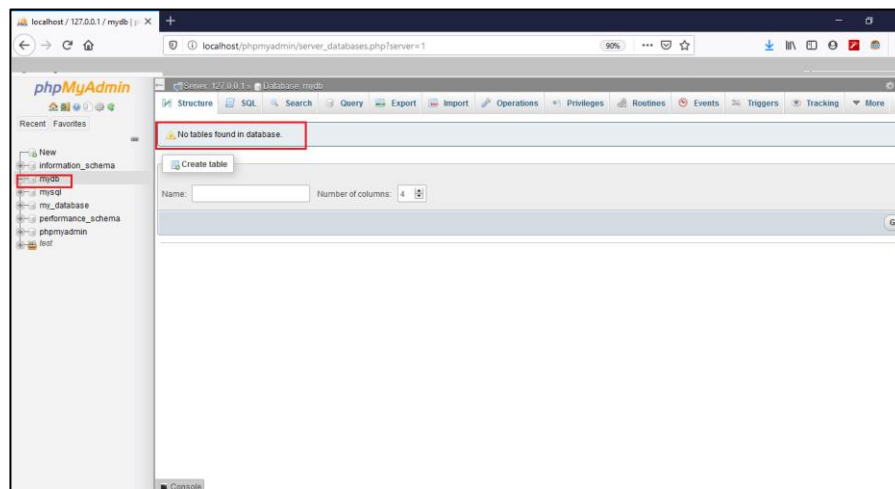 localhost / 127.0.0.1 / mydb | p
localhost/phpmyadmin/server_databases.php?server=1
90%
phpMyAdmin
Recent Favorites
New
information_schema
mydb
mysql
my_database
performance_schema
phpmyadmin
test
Server: 127.0.0.1 » Database: mydb
Structure SQL Search Query Export Import Operations Privileges Routines Events Triggers Tracking More
No tables found in database.
Create table
Name: Number of columns: 4
G
Console